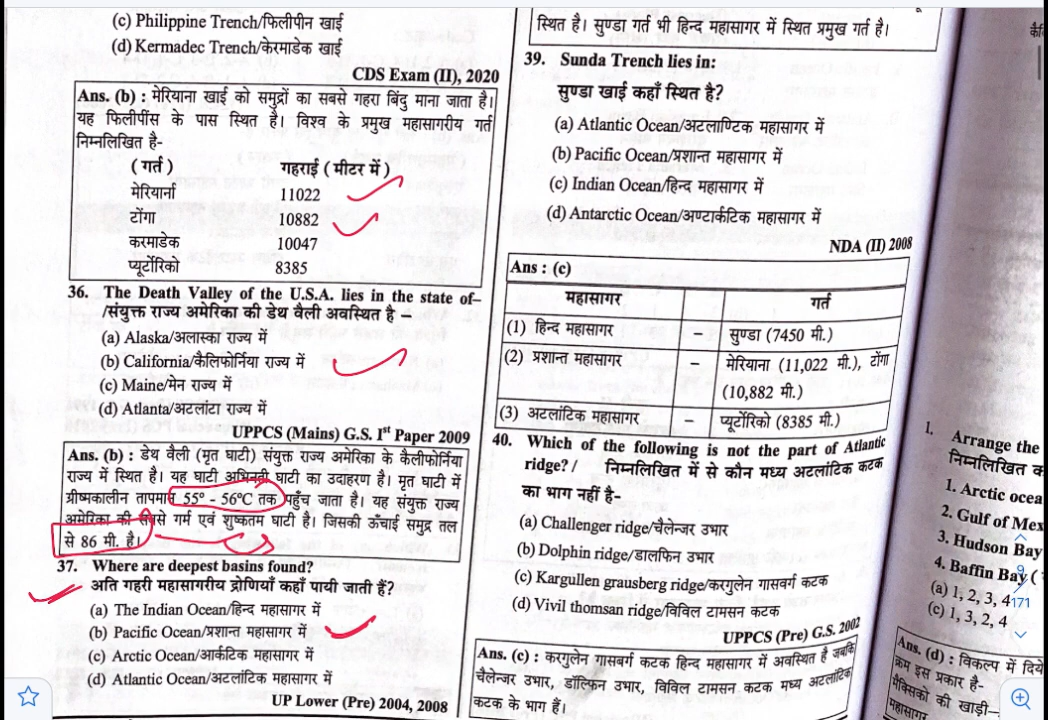 (c) Philippine Trench/फिलीपीन खाई
(d) Kermadec Trench/केरमाडेक खाई
CDS Exam (II), 2020
Ans. (b) : मेरियाना खाई को समुद्रों का सबसे गहरा बिंदु माना जाता है।
यह फिलीपींस के पास स्थित है। विश्व के प्रमुख महासागरीय गर्त
निम्नलिखित है-
( गर्त ) गहराई ( मीटर में )
मेरियाना 11022
टोंगा 10882
करमाडेक 10047
प्यूर्टोरिको 8385
36. The Death Valley of the U.S.A. lies in the state of–
/संयुक्त राज्य अमेरिका की डेथ वैली अवस्थित है –
(a) Alaska/अलास्का राज्य में
(b) California/कैलिफोर्निया राज्य में
(c) Maine/मेन राज्य में
(d) Atlanta/अटलांटा राज्य में
UPPCS (Mains) G.S. Ist Paper 2009
Ans. (b) : डेथ वैली (मृत घाटी) संयुक्त राज्य अमेरिका के कैलीफोर्निया
राज्य में स्थित है। यह घाटी अभिनति घाटी का उदाहरण है। मृत घाटी में
ग्रीष्मकालीन तापमान 55º - 56ºC तक पहुँच जाता है। यह संयुक्त राज्य
अमेरिका की सबसे गर्म एवं शुष्कतम घाटी है। जिसकी ऊँचाई समुद्र तल
से 86 मी. है।
37. Where are deepest basins found?
अति गहरी महासागरीय द्रोणियाँ कहाँ पायी जाती हैं?
(a) The Indian Ocean/हिन्द महासागर में
(b) Pacific Ocean/प्रशान्त महासागर में
(c) Arctic Ocean/आर्कटिक महासागर में
(d) Atlantic Ocean/अटलांटिक महासागर में
UP Lower (Pre) 2004, 2008
स्थित है। सुण्डा गर्त भी हिन्द महासागर में स्थित प्रमुख गर्त है।
39. Sunda Trench lies in:
सुण्डा खाई कहाँ स्थित है?
(a) Atlantic Ocean/अटलाण्टिक महासागर में
(b) Pacific Ocean/प्रशान्त महासागर में
(c) Indian Ocean/हिन्द महासागर में
(d) Antarctic Ocean/अण्टार्कटिक महासागर में
NDA (II) 2008
Ans : (c)
महासागर गर्त
(1) हिन्द महासागर – सुण्डा (7450 मी.)
(2) प्रशान्त महासागर – मेरियाना (11,022 मी.), टोंगा
(10,882 मी.)
(3) अटलांटिक महासागर – प्यूर्टोरिको (8385 मी.)
40. Which of the following is not the part of Atlantic
ridge? / निम्नलिखित में से कौन मध्य अटलांटिक कटक
का भाग नहीं है-
(a) Challenger ridge/चैलेन्जर उभार
(b) Dolphin ridge/डालफिन उभार
(c) Kargullen grausberg ridge/करगुलेन गासवर्ग कटक
(d) Vivil thomsan ridge/विविल टामसन कटक
UPPCS (Pre) G.S. 2002
Ans. (c) : करगुलेन गासबर्ग कटक हिन्द महासागर में अवस्थित है जबकि
चैलेन्जर उभार, डॉल्फिन उभार, विविल टामसन कटक मध्य अटलांटिक
कटक के भाग हैं।
1. Arrange the
निम्नलिखित
1. Arctic ocea
2. Gulf of Mex
3. Hudson Bay
4. Baffin Bay (
(a) 1, 2, 3, 4
(c) 1, 3, 2, 4
9
171
Ans. (d) : विकल्प में दिये
क्रम इस प्रकार है-
मैक्सिको की खाड़ी–
महासागर